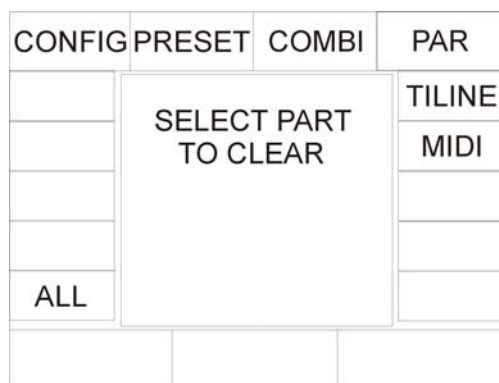 CONFIG PRESET COMBI PAR
TILINE
SELECT PART
TO CLEAR
MIDI
ALL